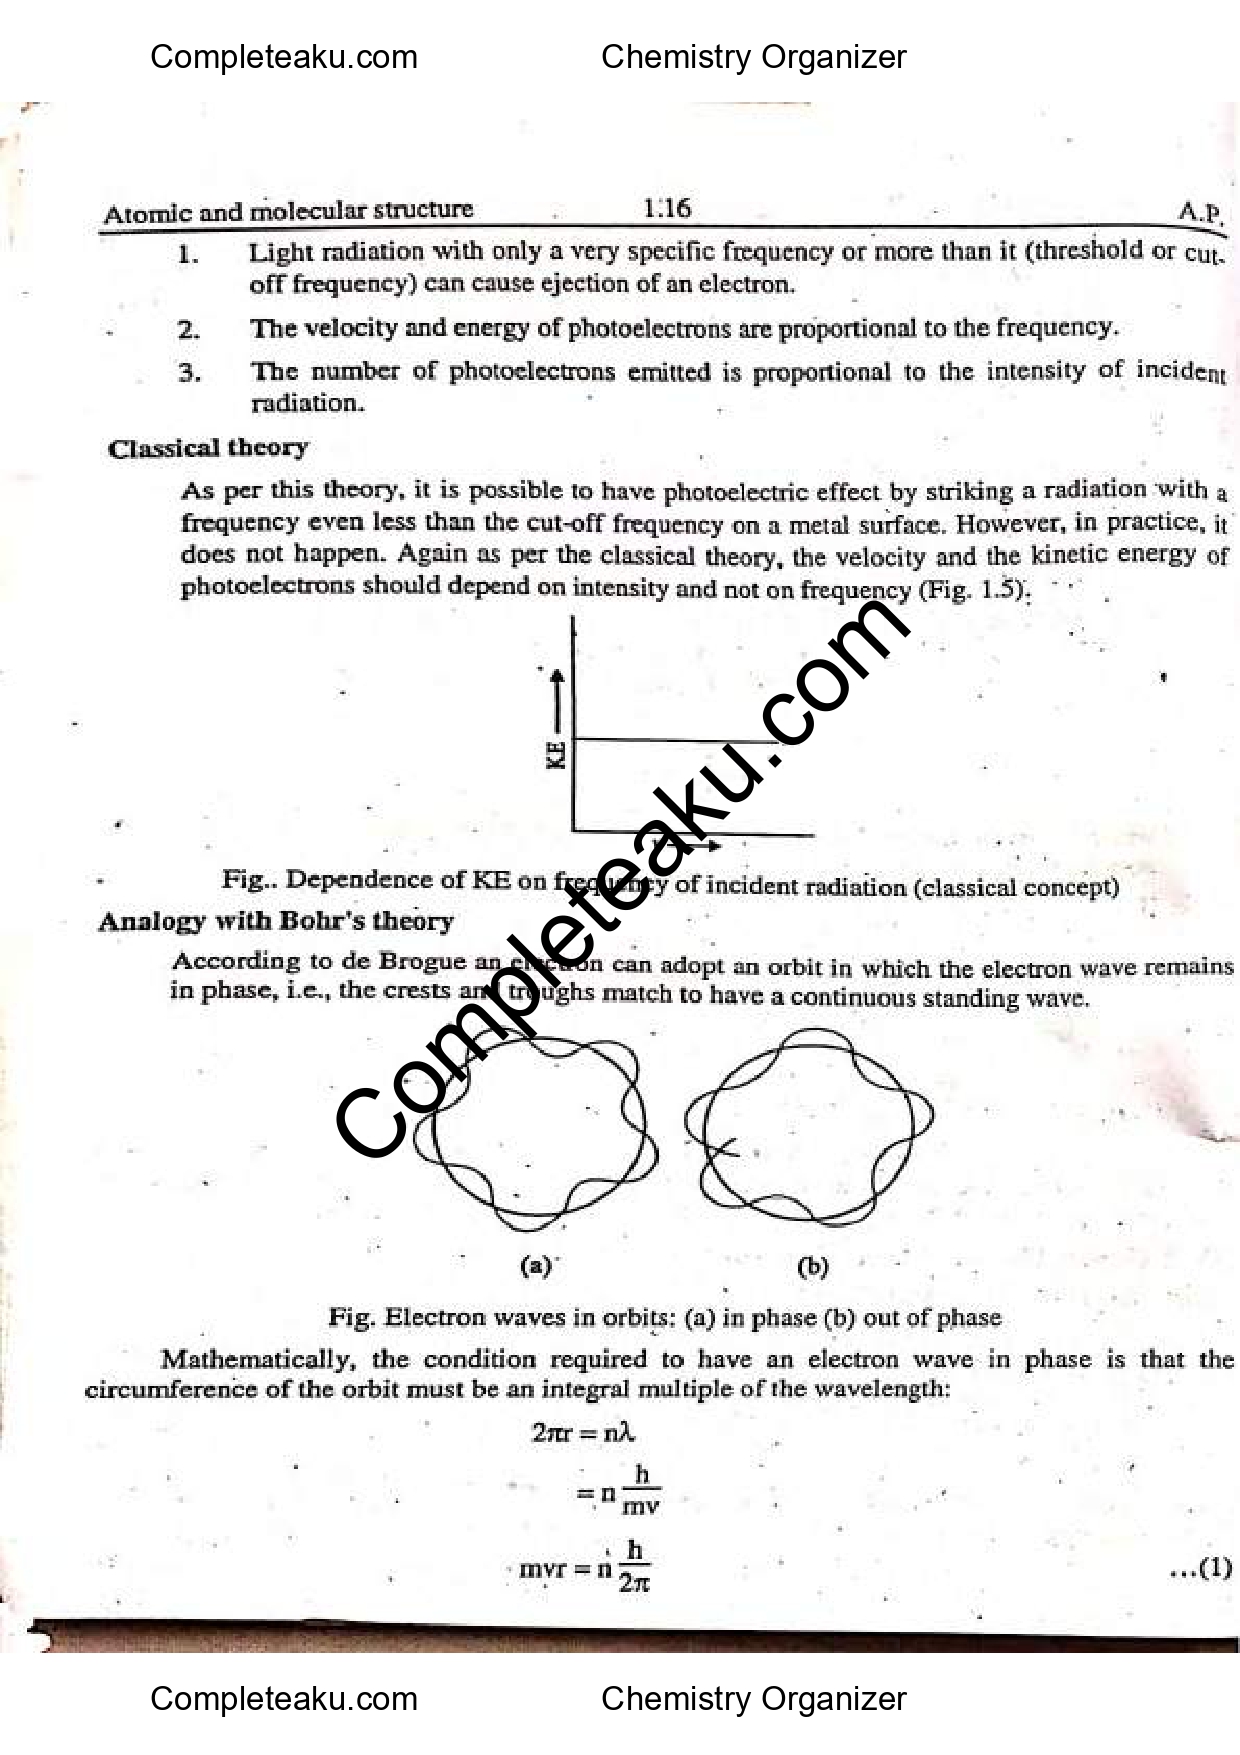 Completeaku.com Chemistry Organizer
Atomic and molecular structure 1.16 A.P.
1. Light radiation with only a very specific frequency or more than it (threshold or cut-
off frequency) can cause ejection of an electron.
2. The velocity and energy of photoelectrons are proportional to the frequency.
3. The number of photoelectrons emitted is proportional to the intensity of incident
radiation.
Classical theory
As per this theory, it is possible to have photoelectric effect by striking a radiation with a
frequency even less than the cut-off frequency on a metal surface. However, in practice, it
does not happen. Again as per the classical theory, the velocity and the kinetic energy of
photoelectrons should depend on intensity and not on frequency (Fig. 1.5).
KE
Fig.. Dependence of KE on frequency of incident radiation (classical concept)
Analogy with Bohr's theory
According to de Brogue an electron can adopt an orbit in which the electron wave remains
in phase, i.e., the crests and troughs match to have a continuous standing wave.
(a) (b)
Fig. Electron waves in orbits: (a) in phase (b) out of phase
Mathematically, the condition required to have an electron wave in phase is that the
circumference of the orbit must be an integral multiple of the wavelength:
2πr = nλ
= n h/mv
mvr = n h/2π ...(1)
Completeaku.com
Completeaku.com Chemistry Organizer